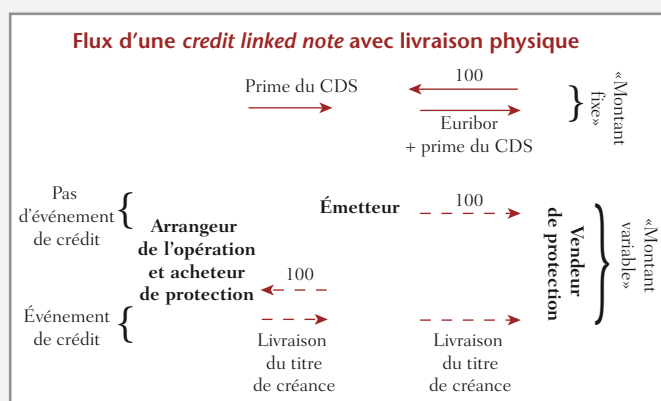 Flux d’une credit linked note avec livraison physique
Prime du CDS
100
Euribor
+ prime du CDS
«Montant
fixe»
Pas
d’événement
de crédit
Arrangeur
de l’opération
et acheteur
de protection
Émetteur
100
Vendeur
de protection
«Montant
variable»
100
Événement
de crédit
Livraison
du titre
de créance
Livraison
du titre
de créance